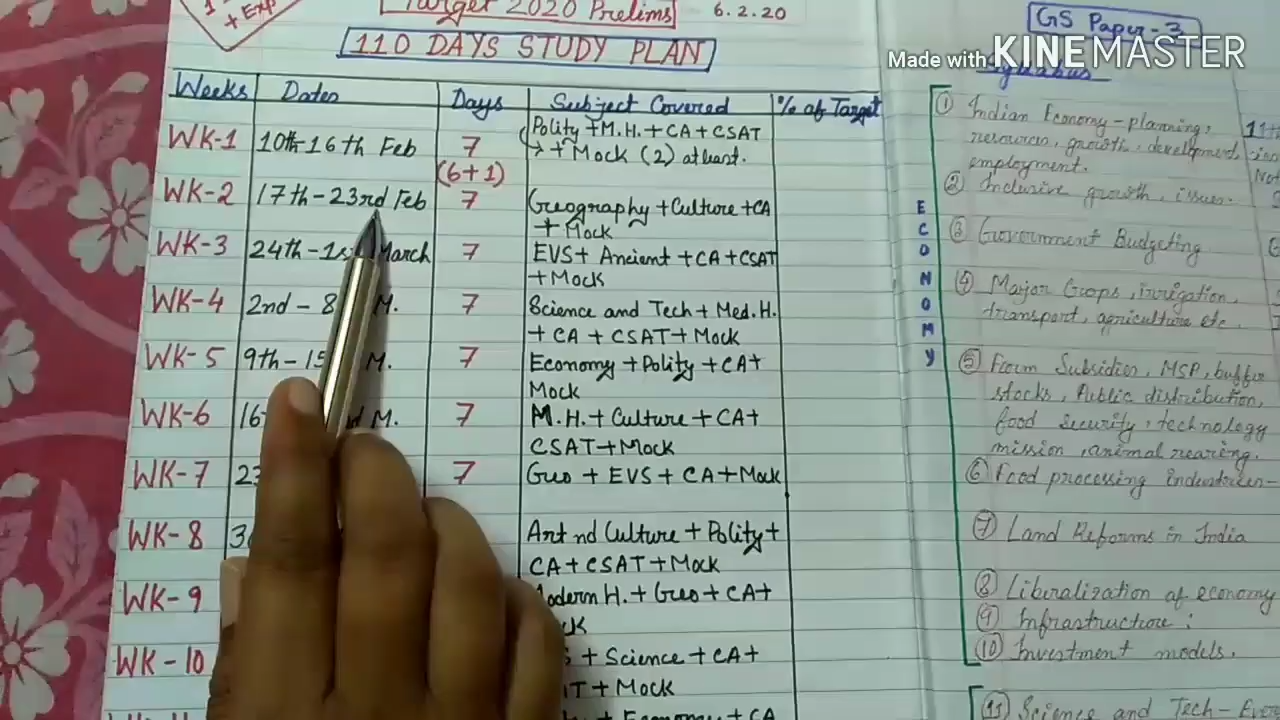 + Exp
Target 2020 Prelims
6.2.20
110 DAYS STUDY PLAN
Weeks Dates Days Subject Covered % of Target
WK-1 10th-16th Feb 7 Polity + M.H. + CA + CSAT
→ + Mock (2) at least.
(6+1)
WK-2 17th-23rd Feb 7 Geography + Culture + CA
+ Mock
WK-3 24th-1st March 7 EVS + Ancient + CA + CSAT
+ Mock
WK-4 2nd - 8 M. 7 Science and Tech + Med. H.
+ CA + CSAT + Mock
WK-5 9th - 15 M. 7 Economy + Polity + CA +
Mock
WK-6 16 M. 7 M.H. + Culture + CA +
CSAT + Mock
WK-7 23 7 Geo + EVS + CA + Mock
WK-8 3 Art nd Culture + Polity +
CA + CSAT + Mock
WK-9 Modern H. + Geo + CA +
WK-10 + Science + CA +
+ Mock
+ Economy + CA
GS Paper-3
Made with KINEMASTER
Syllabus
ECONOMY
① Indian Economy - planning,
resources, growth, development,
employment.
② Inclusive growth, issues.
③ Government Budgeting
④ Major Crops, irrigation,
transport, agriculture etc.
⑤ Farm Subsidies, MSP, buffer
stocks, Public distribution,
food security, technology
mission, animal rearing.
⑥ Food processing industries-
⑦ Land Reforms in India
⑧ Liberalization of economy
⑨ Infrastructure :
⑩ Investment models.
⑪ Science and Tech -